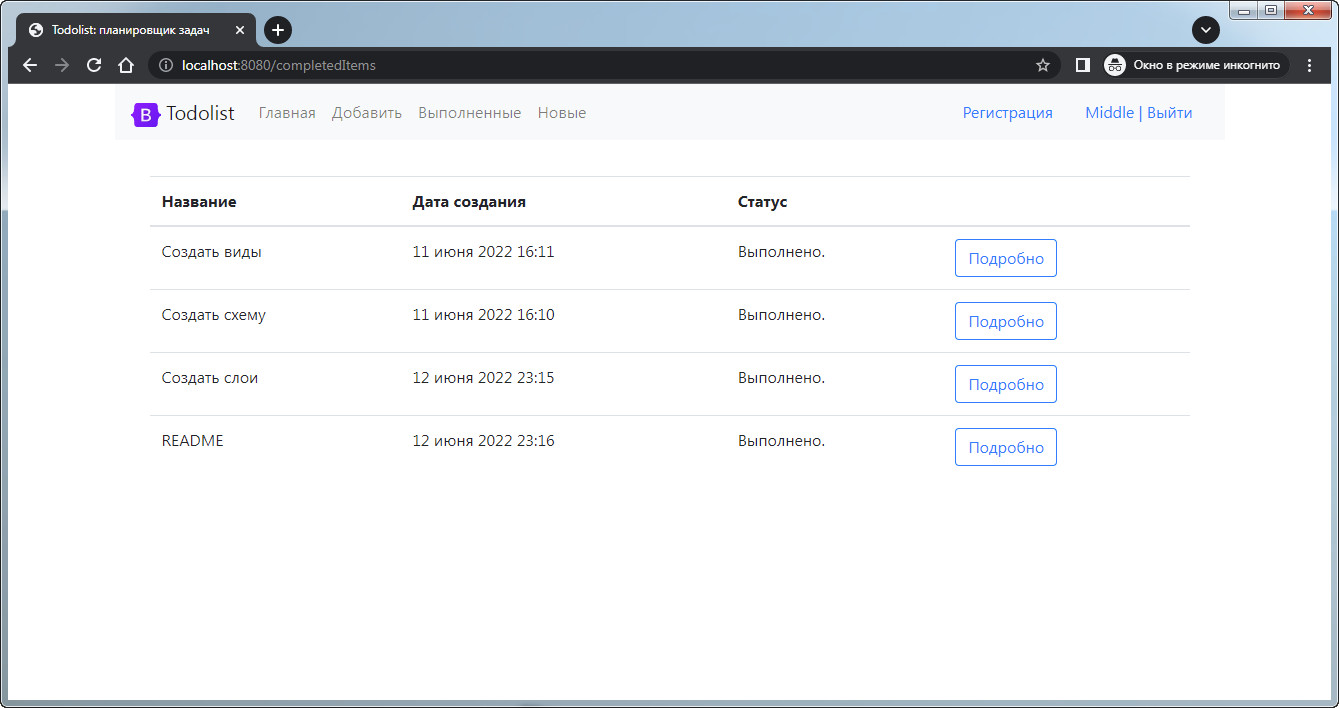 Todolist: планировщик задач
localhost:8080/completedItems
Окно в режиме инкогнито
B Todolist Главная Добавить Выполненные Новые Регистрация Middle | Выйти
Название Дата создания Статус
Создать виды 11 июня 2022 16:11 Выполнено. Подробно
Создать схему 11 июня 2022 16:10 Выполнено. Подробно
Создать слои 12 июня 2022 23:15 Выполнено. Подробно
README 12 июня 2022 23:16 Выполнено. Подробно